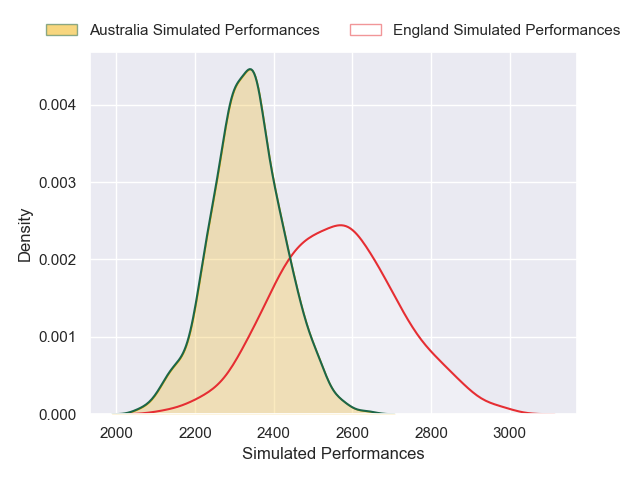 Australia Simulated Performances England Simulated Performances
0.004
0.003
0.002
0.001
0.000
Density
2000 2200 2400 2600 2800 3000
Simulated Performances